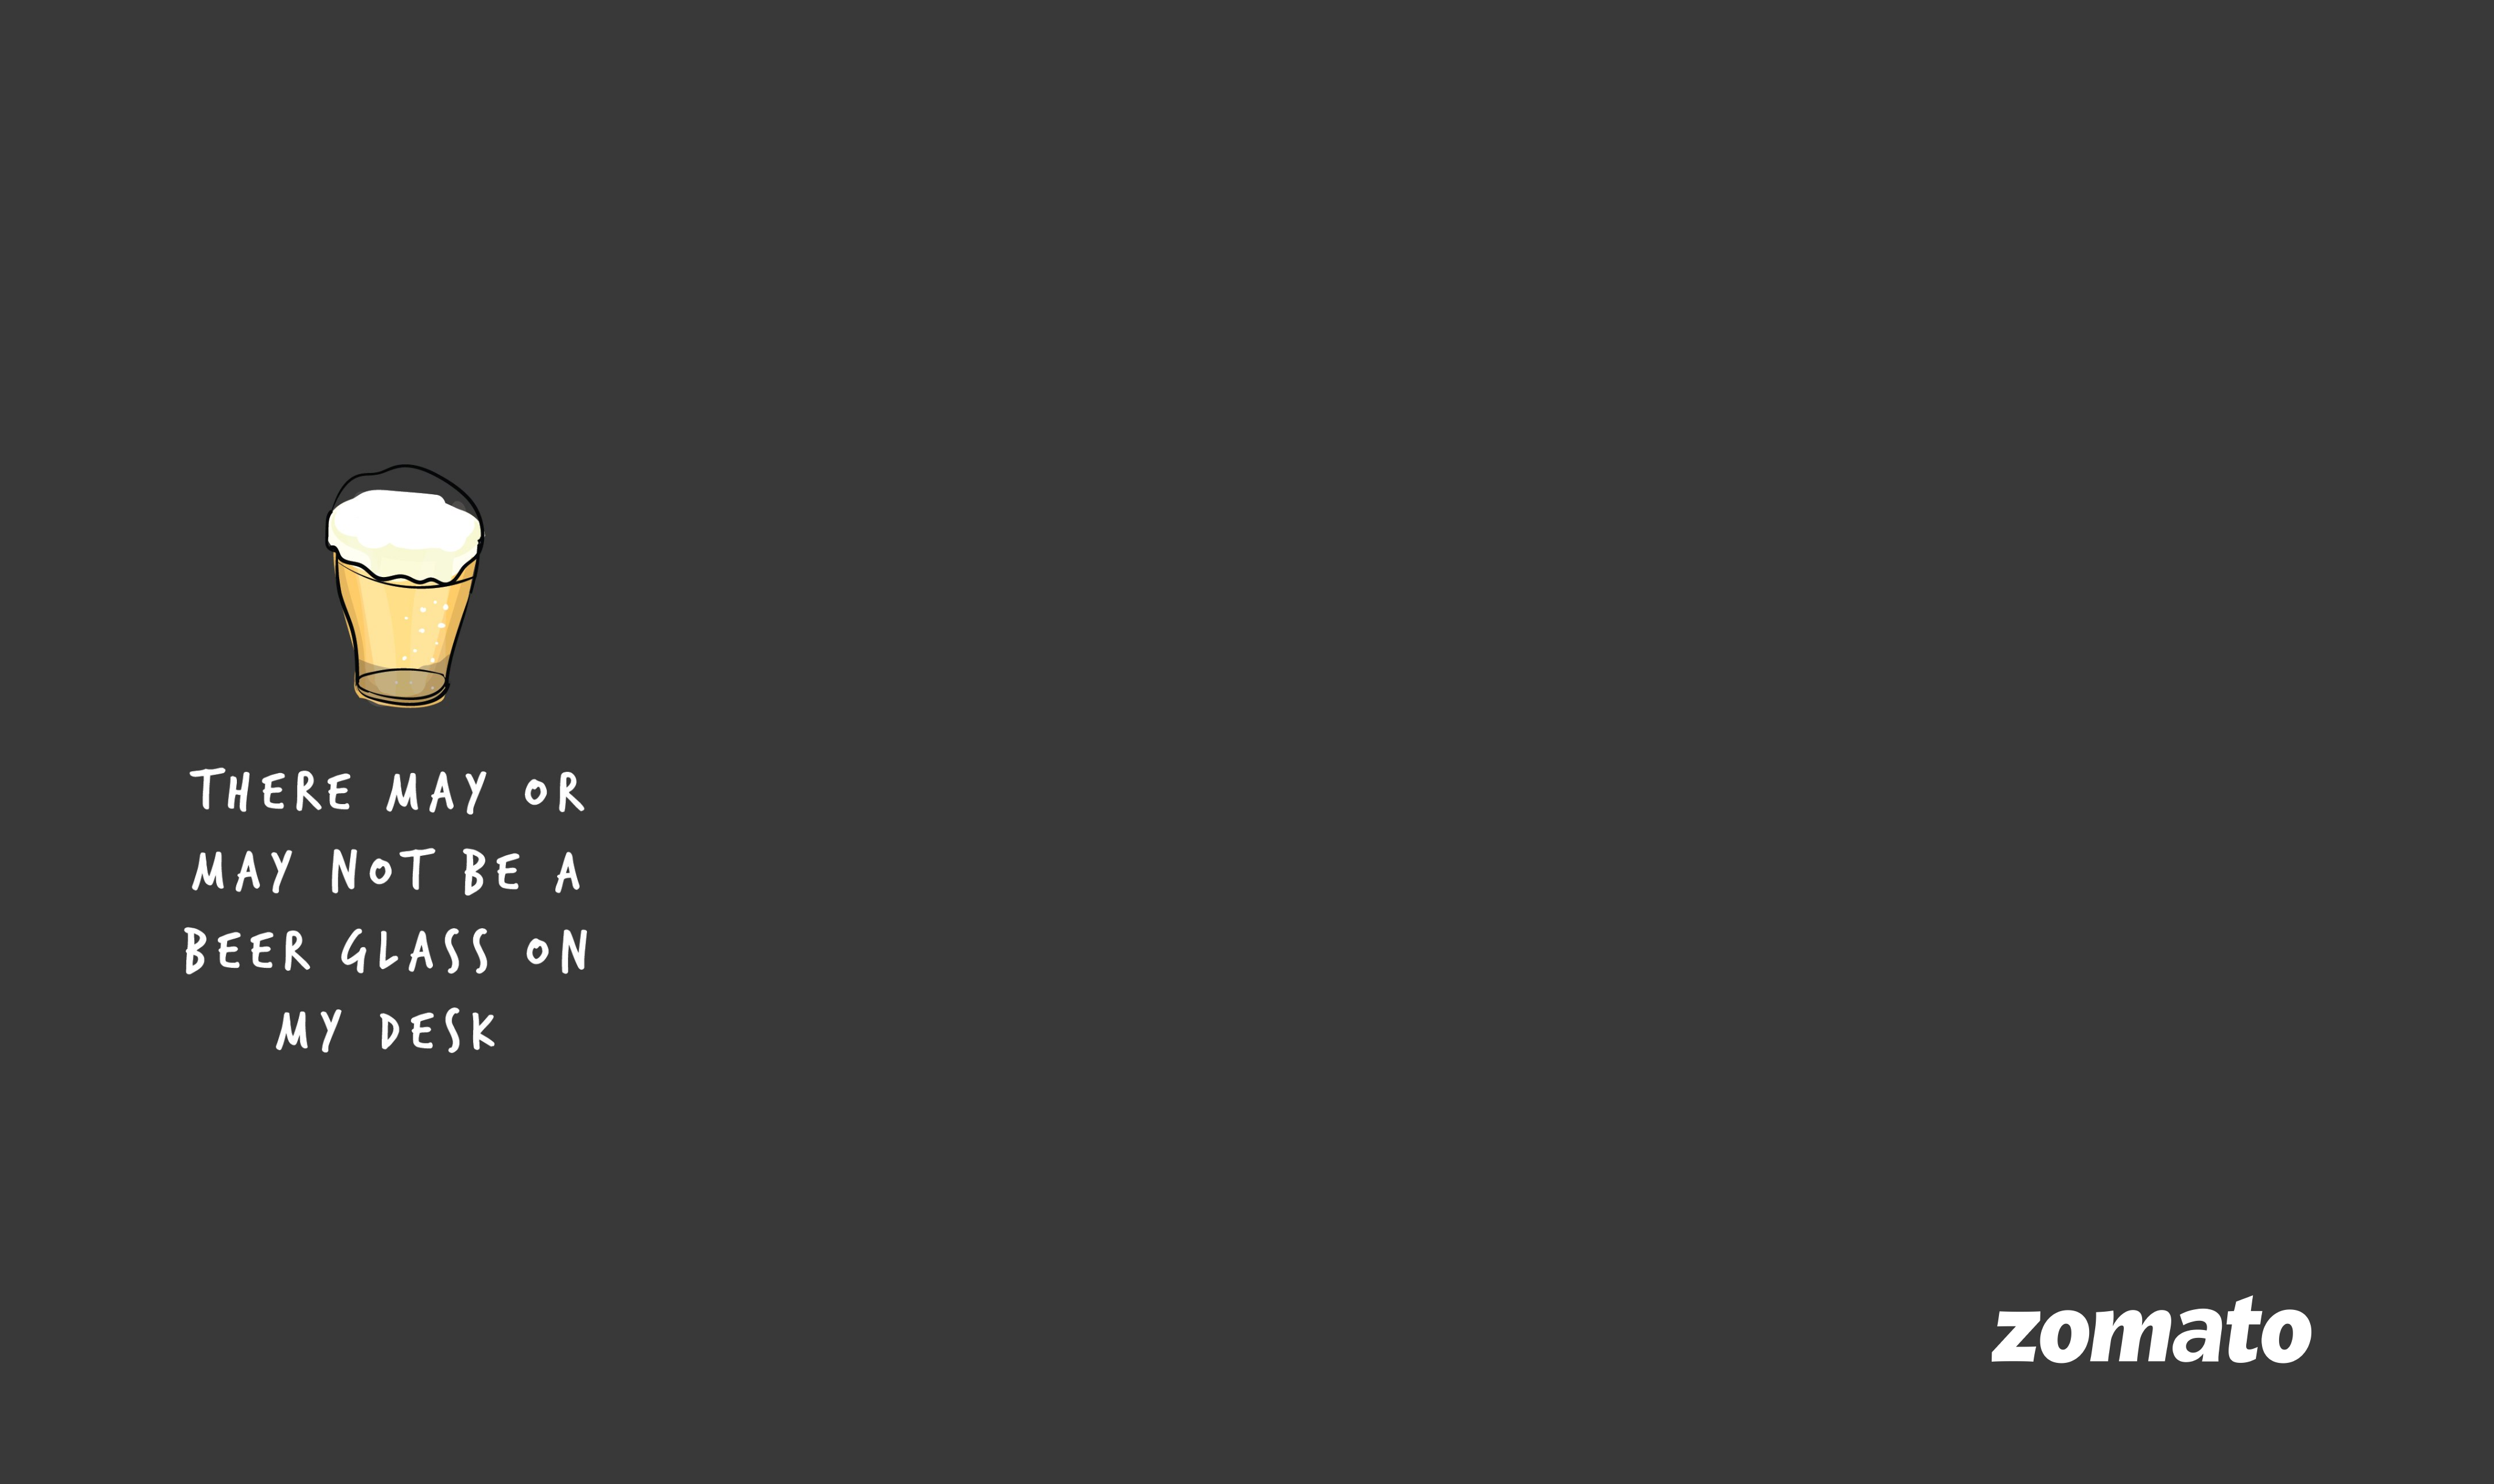 There may or
may not be a
beer glass on
my desk
zomato